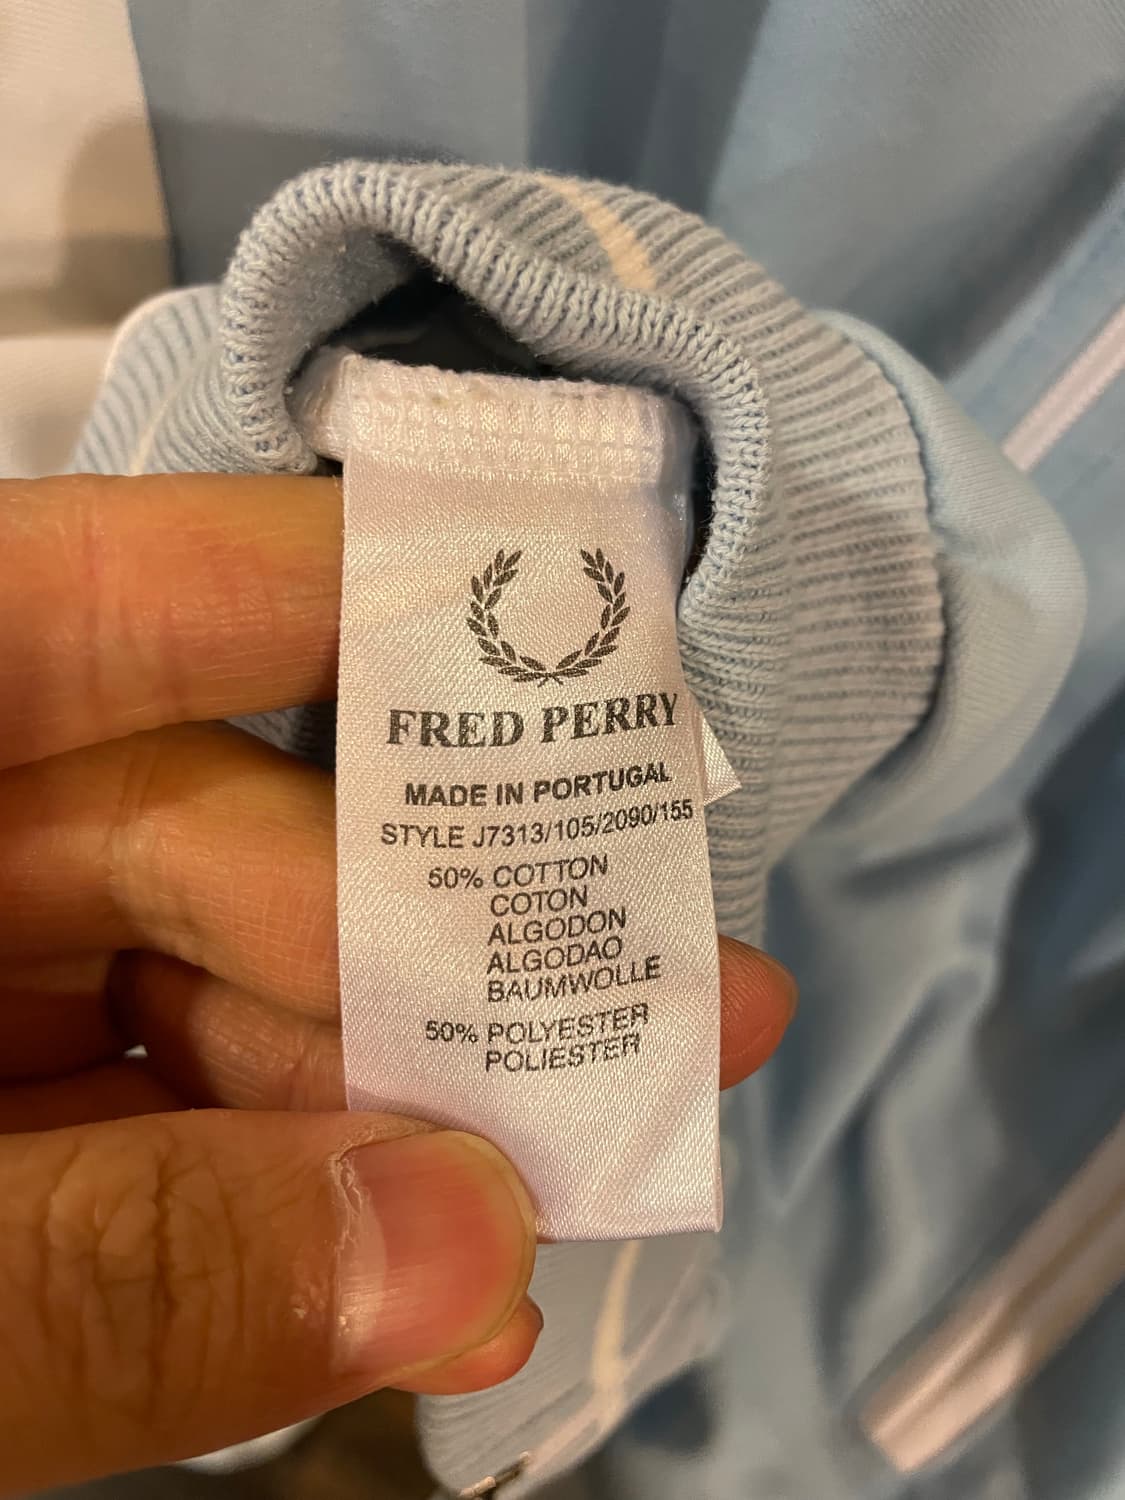 FRED PERRY
MADE IN PORTUGAL
STYLE J7313/105/2090/155
50% COTTON
COTON
ALGODON
ALGODAO
BAUMWOLLE
50% POLYESTER
POLIESTER